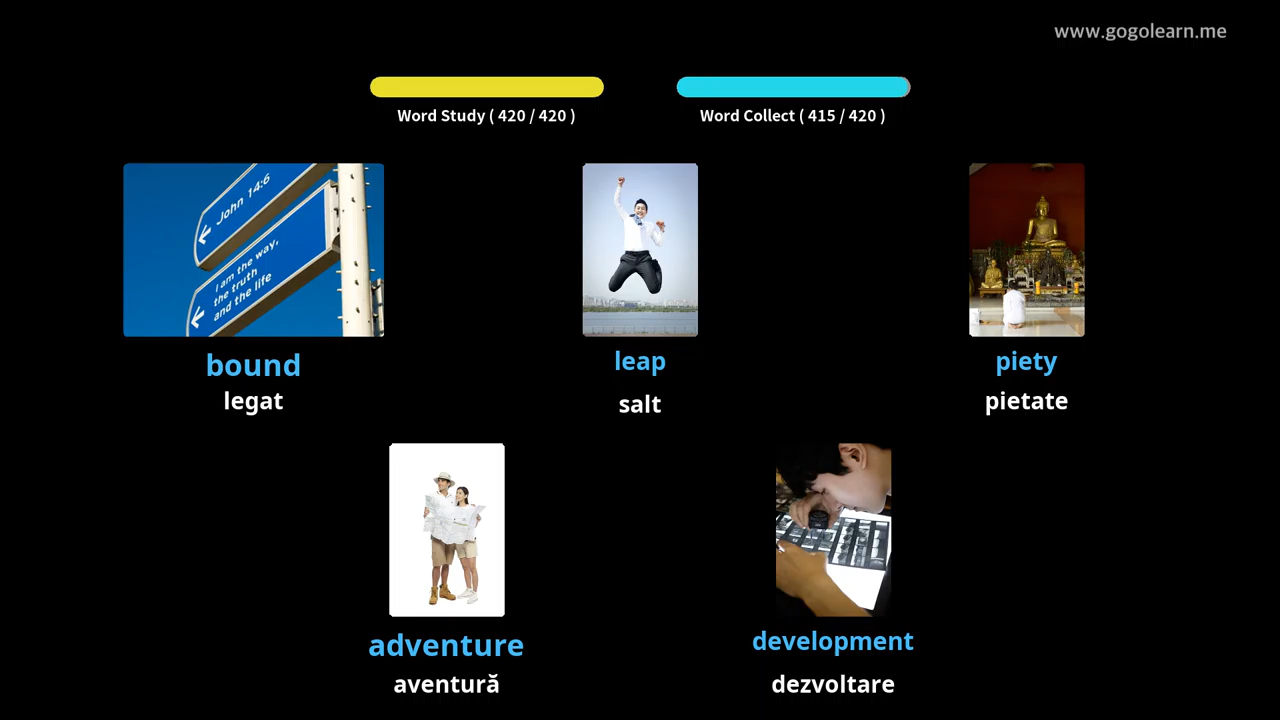 www.gogolearn.me
Word Study ( 420 / 420 )
Word Collect ( 415 / 420 )
John 14:6
I am the way,
the truth
and the life
bound
legat
leap
salt
piety
pietate
adventure
aventură
development
dezvoltare